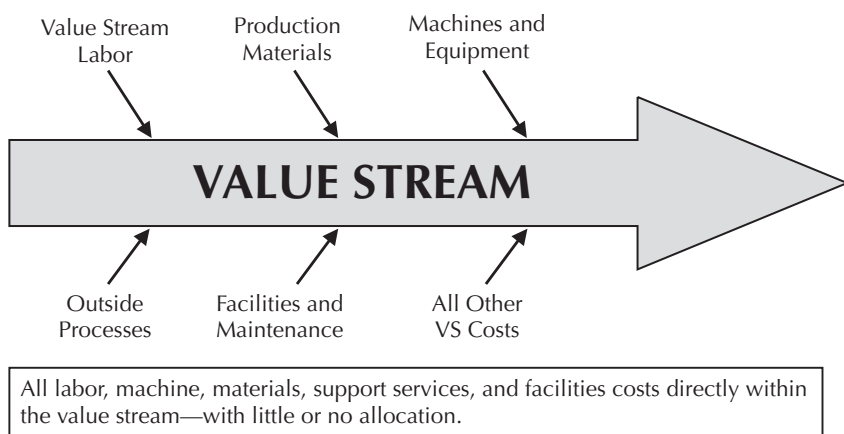 Value Stream
Labor
Production
Materials
Machines and
Equipment
VALUE STREAM
Outside
Processes
Facilities and
Maintenance
All Other
VS Costs
All labor, machine, materials, support services, and facilities costs directly within
the value stream—with little or no allocation.